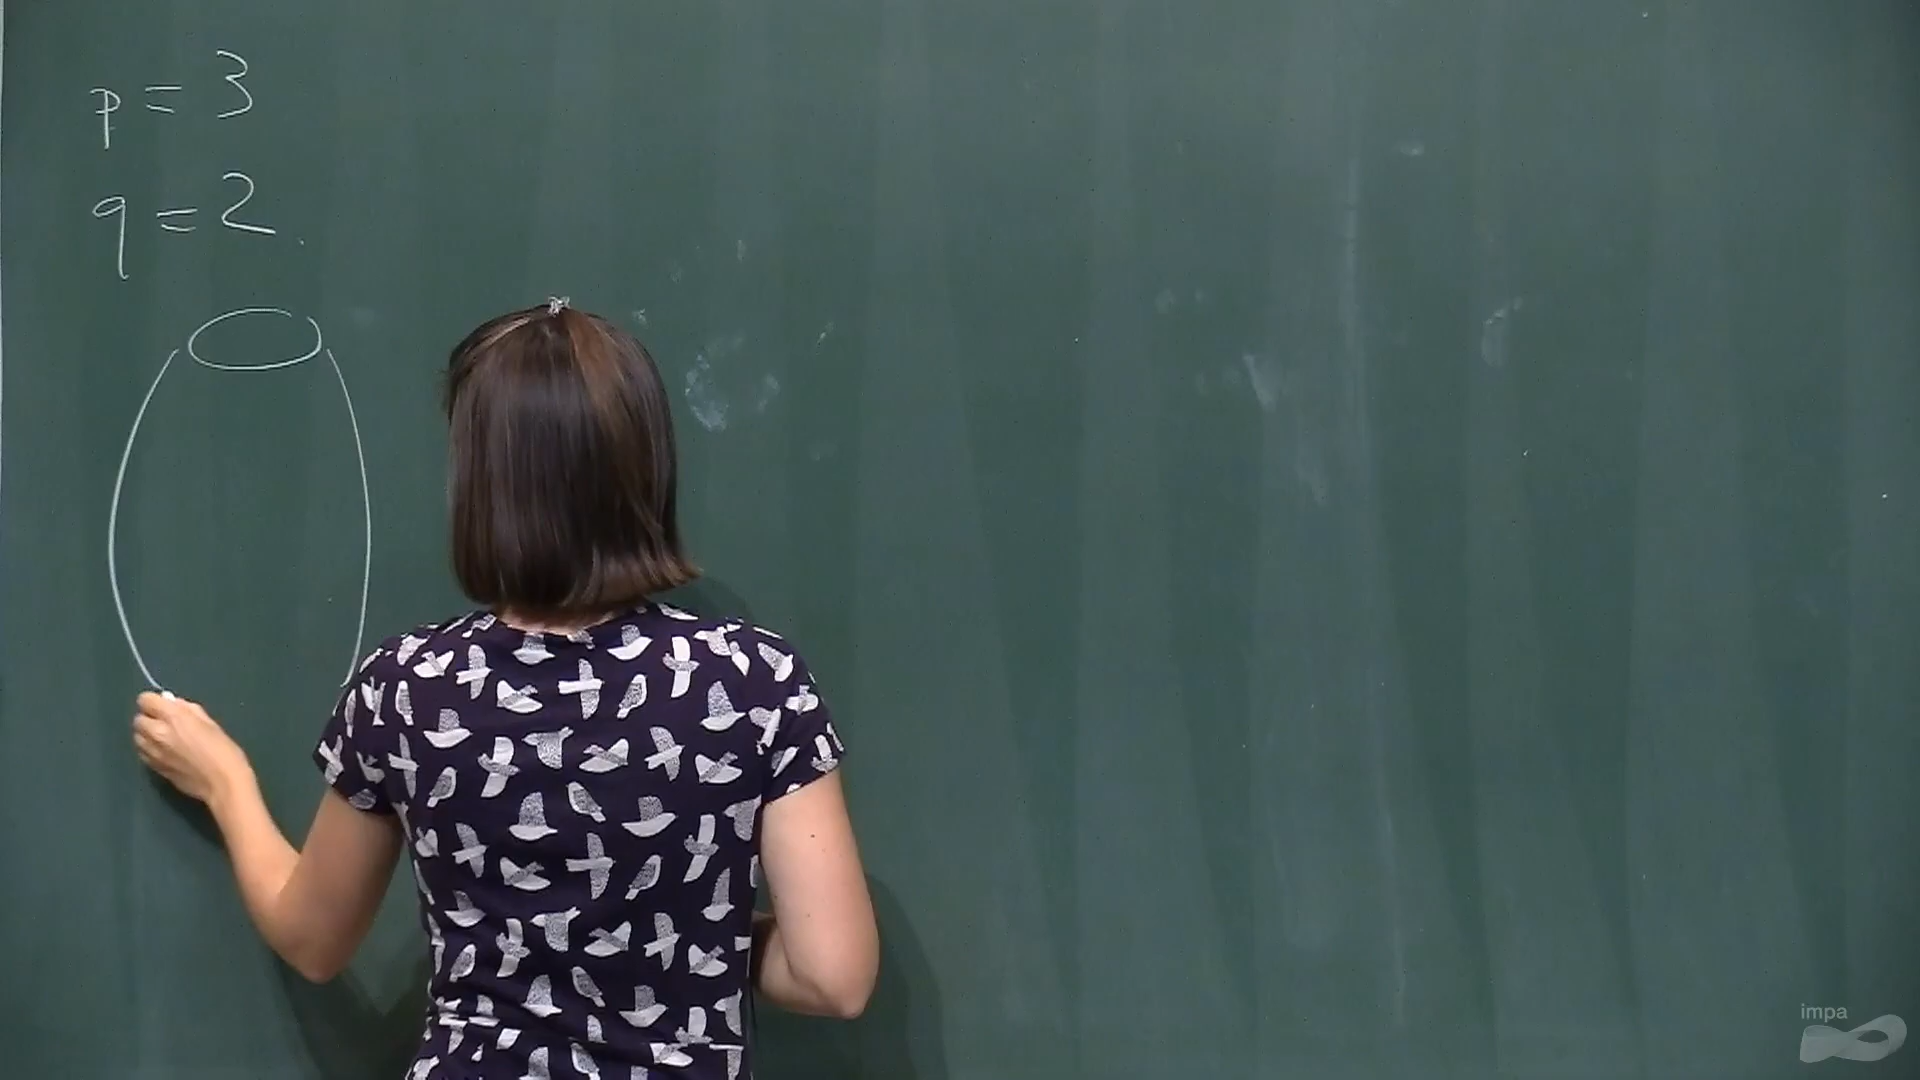 p = 3
q = 2.
impa